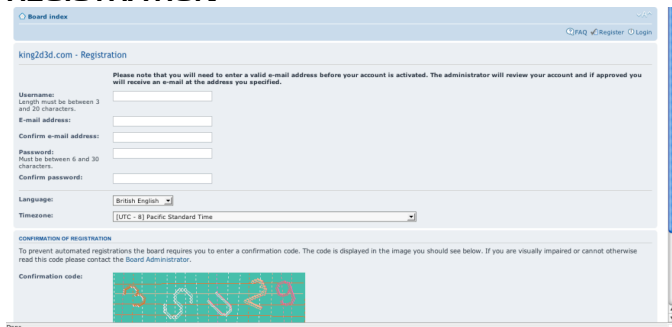 REGISTRATION
Board index
FAQ Register Login
king2d3d.com - Registration
Please note that you will need to enter a valid e-mail address before your account is activated. The administrator will review your account and if approved you
will receive an e-mail at the address you specified.
Username:
Length must be between 3
and 20 characters.
E-mail address:
Confirm e-mail address:
Password:
Must be between 6 and 30
characters.
Confirm password:
Language:
British English
Timezone:
[UTC - 8] Pacific Standard Time
CONFIRMATION OF REGISTRATION
To prevent automated registrations the board requires you to enter a confirmation code. The code is displayed in the image you should see below. If you are visually impaired or cannot otherwise
read this code please contact the Board Administrator.
Confirmation code: